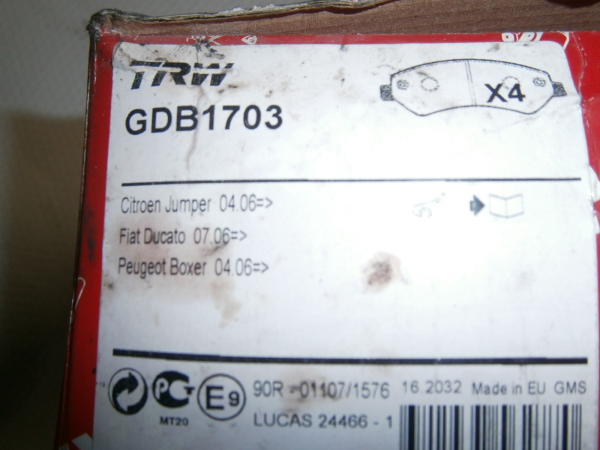 TRW
X4
GDB1703
Citroen Jumper 04.06=>
Fiat Ducato 07.06=>
Peugeot Boxer 04.06=>
PG
MT20
E9
90R -01107/1576 16 2032 Made in EU GMS
LUCAS 24466 - 1